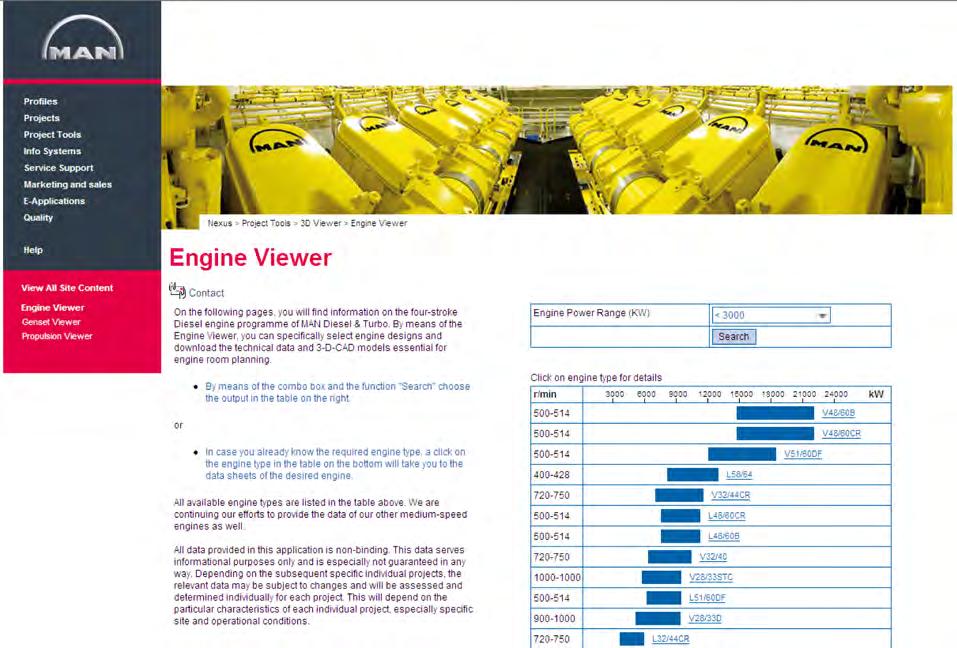 MAN
Profiles
Projects
Project Tools
Info Systems
Service Support
Marketing and sales
E-Applications
Quality
Help
View All Site Content
Engine Viewer
Genset Viewer
Propulsion Viewer
MAN
MAN
MAN
MAN
Nexus > Project Tools > 3D Viewer > Engine Viewer
Engine Viewer
Contact
On the following pages, you will find information on the four-stroke
Diesel engine programme of MAN Diesel & Turbo. By means of the
Engine Viewer, you can specifically select engine designs and
download the technical data and 3-D-CAD models essential for
engine room planning.
• By means of the combo box and the function "Search" choose
the output in the table on the right.
or
• In case you already know the required engine type, a click on
the engine type in the table on the bottom will take you to the
data sheets of the desired engine.
All available engine types are listed in the table above. We are
continuing our efforts to provide the data of our other medium-speed
engines as well.
All data provided in this application is non-binding. This data serves
informational purposes only and is especially not guaranteed in any
way. Depending on the subsequent specific individual projects, the
relevant data may be subject to changes and will be assessed and
determined individually for each project. This will depend on the
particular characteristics of each individual project, especially specific
site and operational conditions.
Engine Power Range (KW) < 3000
Search
Click on engine type for details
r/min 3000 6000 9000 12000 15000 18000 21000 24000 kW
500-514 V48/60B
500-514 V48/60CR
500-514 V51/60DF
400-428 L58/64
720-750 V32/44CR
500-514 L48/60CR
500-514 L48/60B
720-750 V32/40
1000-1000 V28/33STC
500-514 L51/60DF
900-1000 V28/33D
720-750 L32/44CR